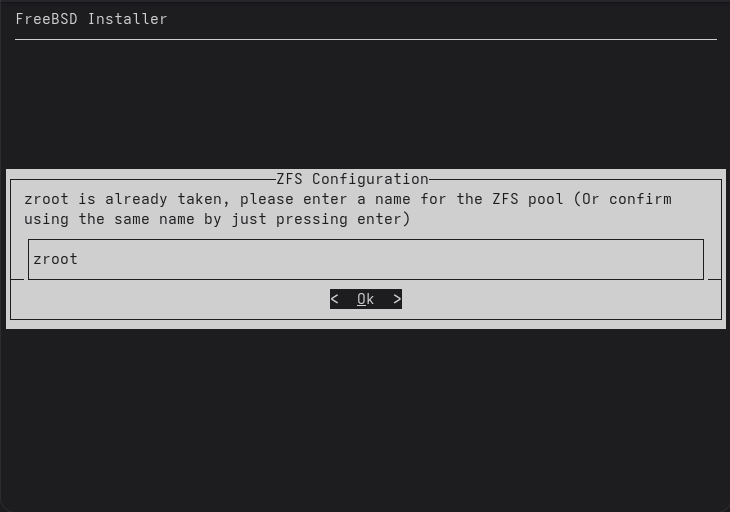 FreeBSD Installer
ZFS Configuration
zroot is already taken, please enter a name for the ZFS pool (Or confirm
using the same name by just pressing enter)
zroot
<  Ok  >